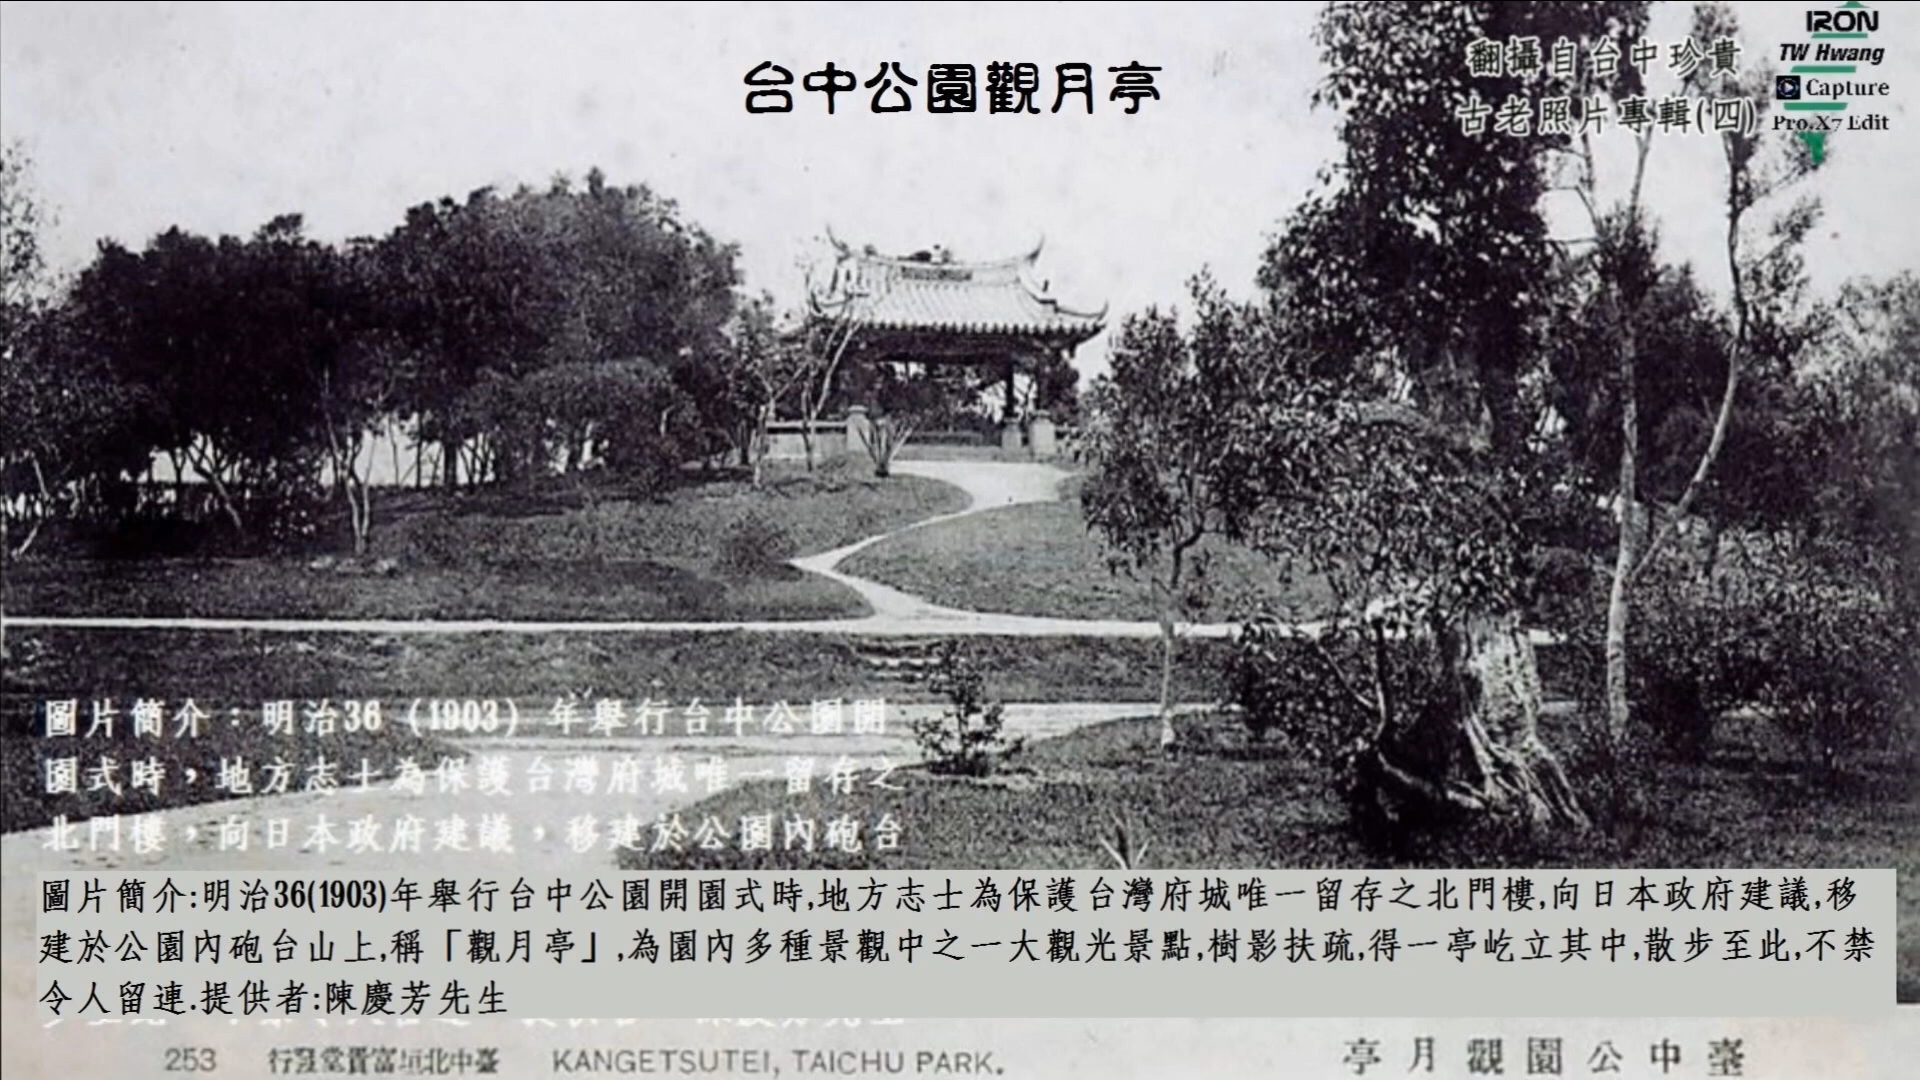 台中公園觀月亭
翻攝自台中珍貴
古老照片專輯(四)
IRON
TW Hwang
Capture
Pro.X7 Edit
圖片簡介：明治36（1903）年舉行台中公園開
園式時，地方志士為保護台灣府城唯一留存之
北門樓，向日本政府建議，移建於公園內砲台
圖片簡介:明治36(1903)年舉行台中公園開園式時,地方志士為保護台灣府城唯一留存之北門樓,向日本政府建議,移
建於公園內砲台山上,稱「觀月亭」,為園內多種景觀中之一大觀光景點,樹影扶疏,得一亭屹立其中,散步至此,不禁
令人留連.提供者:陳慶芳先生
253 行發堂貴富垣北中臺 KANGETSUTEI, TAICHU PARK. 亭月觀園公中臺